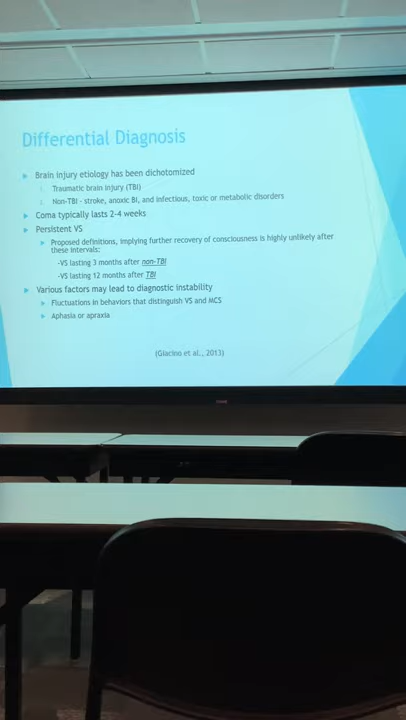 Differential Diagnosis
Brain injury etiology has been dichotomized
1. Traumatic brain injury (TBI)
2. Non-TBI - stroke, anoxic BI, and infectious, toxic or metabolic disorders
Coma typically lasts 2-4 weeks
Persistent VS
Proposed definitions, implying further recovery of consciousness is highly unlikely after
these intervals:
-VS lasting 3 months after non-TBI
-VS lasting 12 months after TBI
Various factors may lead to diagnostic instability
Fluctuations in behaviors that distinguish VS and MCS
Aphasia or apraxia
(Giacino et al., 2013)